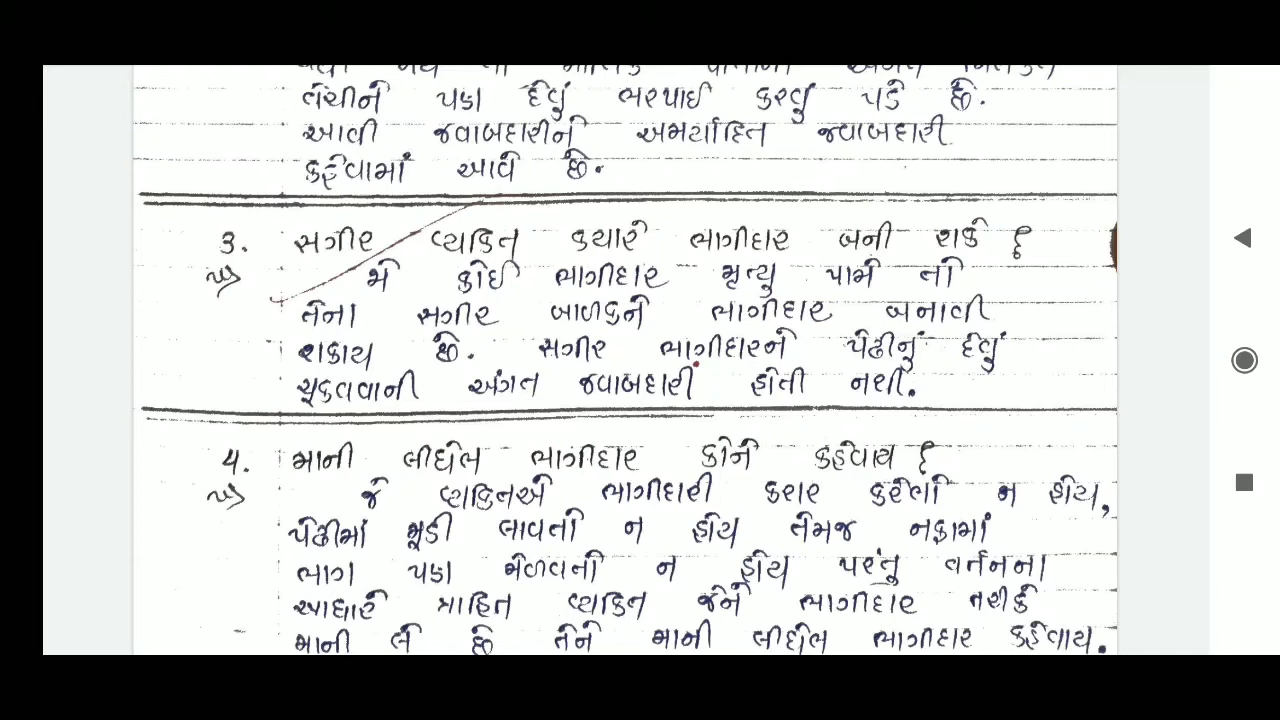 વેચીને પણ દેવું ભરપાઈ કરવું પડે છે.
આવી જવાબદારીને અમર્યાદિત જવાબદારી
કહેવામાં આવે છે.
3. સગીર વ્યકિત કયારે ભાગીદાર બની શકે ?
જ) જો કોઈ ભાગીદાર મૃત્યુ પામે તો
તેના સગીર બાળકને ભાગીદાર બનાવી
શકાય છે. સગીર ભાગીદારને પેઢીનું દેવું
ચૂકવવાની અંગત જવાબદારી હોતી નથી.
4. માની લીધેલ ભાગીદાર કોને કહેવાય ?
જ) જે વ્યકિતએ ભાગીદારી કરાર કરેલો ન હોય,
પેઢીમાં મૂડી લાવતો ન હોય તેમજ નફામાં
ભાગ પણ મેળવતો ન હોય પરંતુ વર્તનના
આધારે ત્રાહિત વ્યકિત જેને ભાગીદાર તરીકે
માની લે છે તેને માની લીધેલ ભાગીદાર કહેવાય.